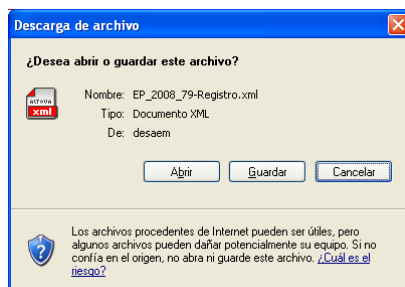 Descarga de archivo
¿Desea abrir o guardar este archivo?
ALTOVA
xml
Nombre: EP_2008_79-Registro.xml
Tipo: Documento XML
De: desaem
Abrir Guardar Cancelar
Los archivos procedentes de Internet pueden ser útiles, pero
algunos archivos pueden dañar potencialmente su equipo. Si no
confía en el origen, no abra ni guarde este archivo. ¿Cuál es el
riesgo?